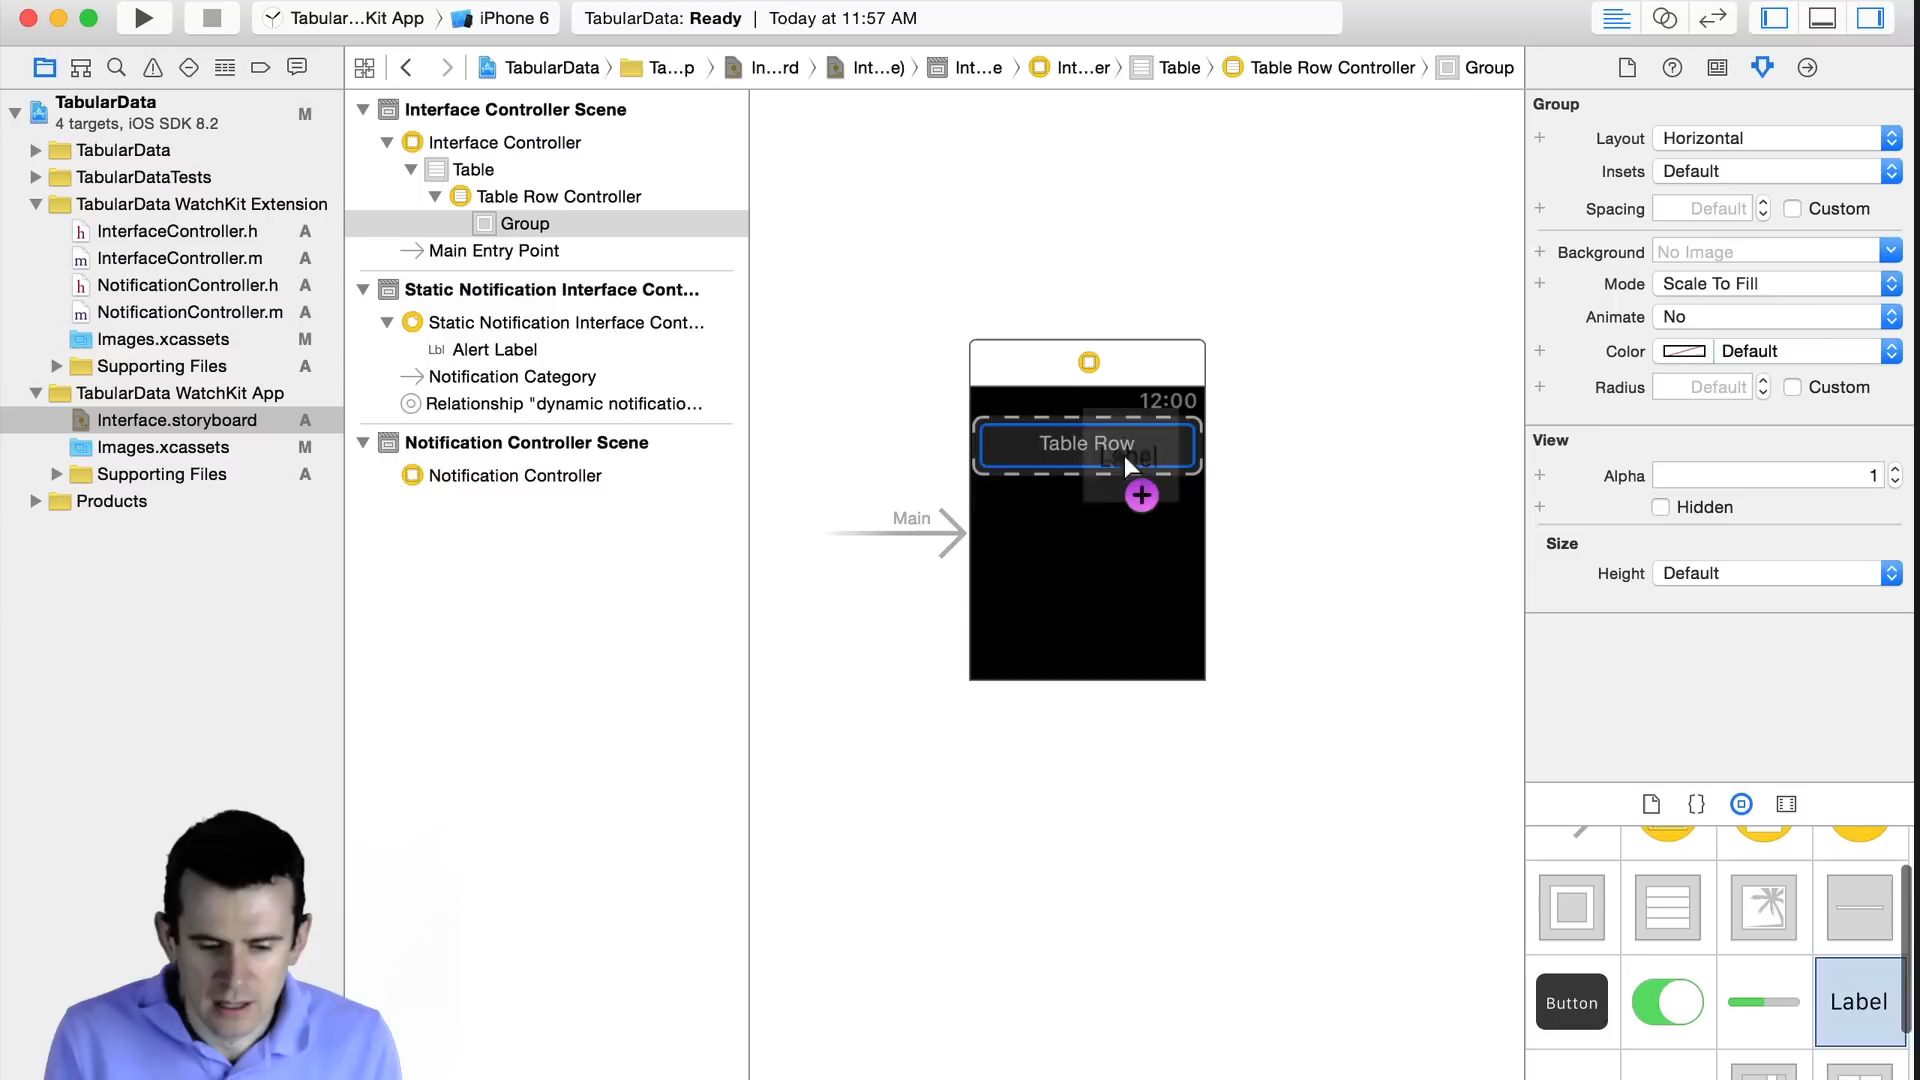 Tabular...Kit App
iPhone 6
TabularData: Ready | Today at 11:57 AM
TabularData
Ta...p
In...rd
Int...e)
Int...e
Int...er
Table
Table Row Controller
Group
TabularData
4 targets, iOS SDK 8.2
M
TabularData
TabularDataTests
TabularData WatchKit Extension
h InterfaceController.h A
m InterfaceController.m A
h NotificationController.h A
m NotificationController.m A
Images.xcassets M
Supporting Files A
TabularData WatchKit App
Interface.storyboard A
Images.xcassets M
Supporting Files A
Products
Interface Controller Scene
Interface Controller
Table
Table Row Controller
Group
Main Entry Point
Static Notification Interface Cont...
Static Notification Interface Cont...
Lbl Alert Label
Notification Category
Relationship "dynamic notificatio...
Notification Controller Scene
Notification Controller
Main
12:00
Table Row
Label
Group
Layout Horizontal
Insets Default
Spacing Default Custom
Background No Image
Mode Scale To Fill
Animate No
Color Default
Radius Default Custom
View
Alpha 1
Hidden
Size
Height Default
Button
Label